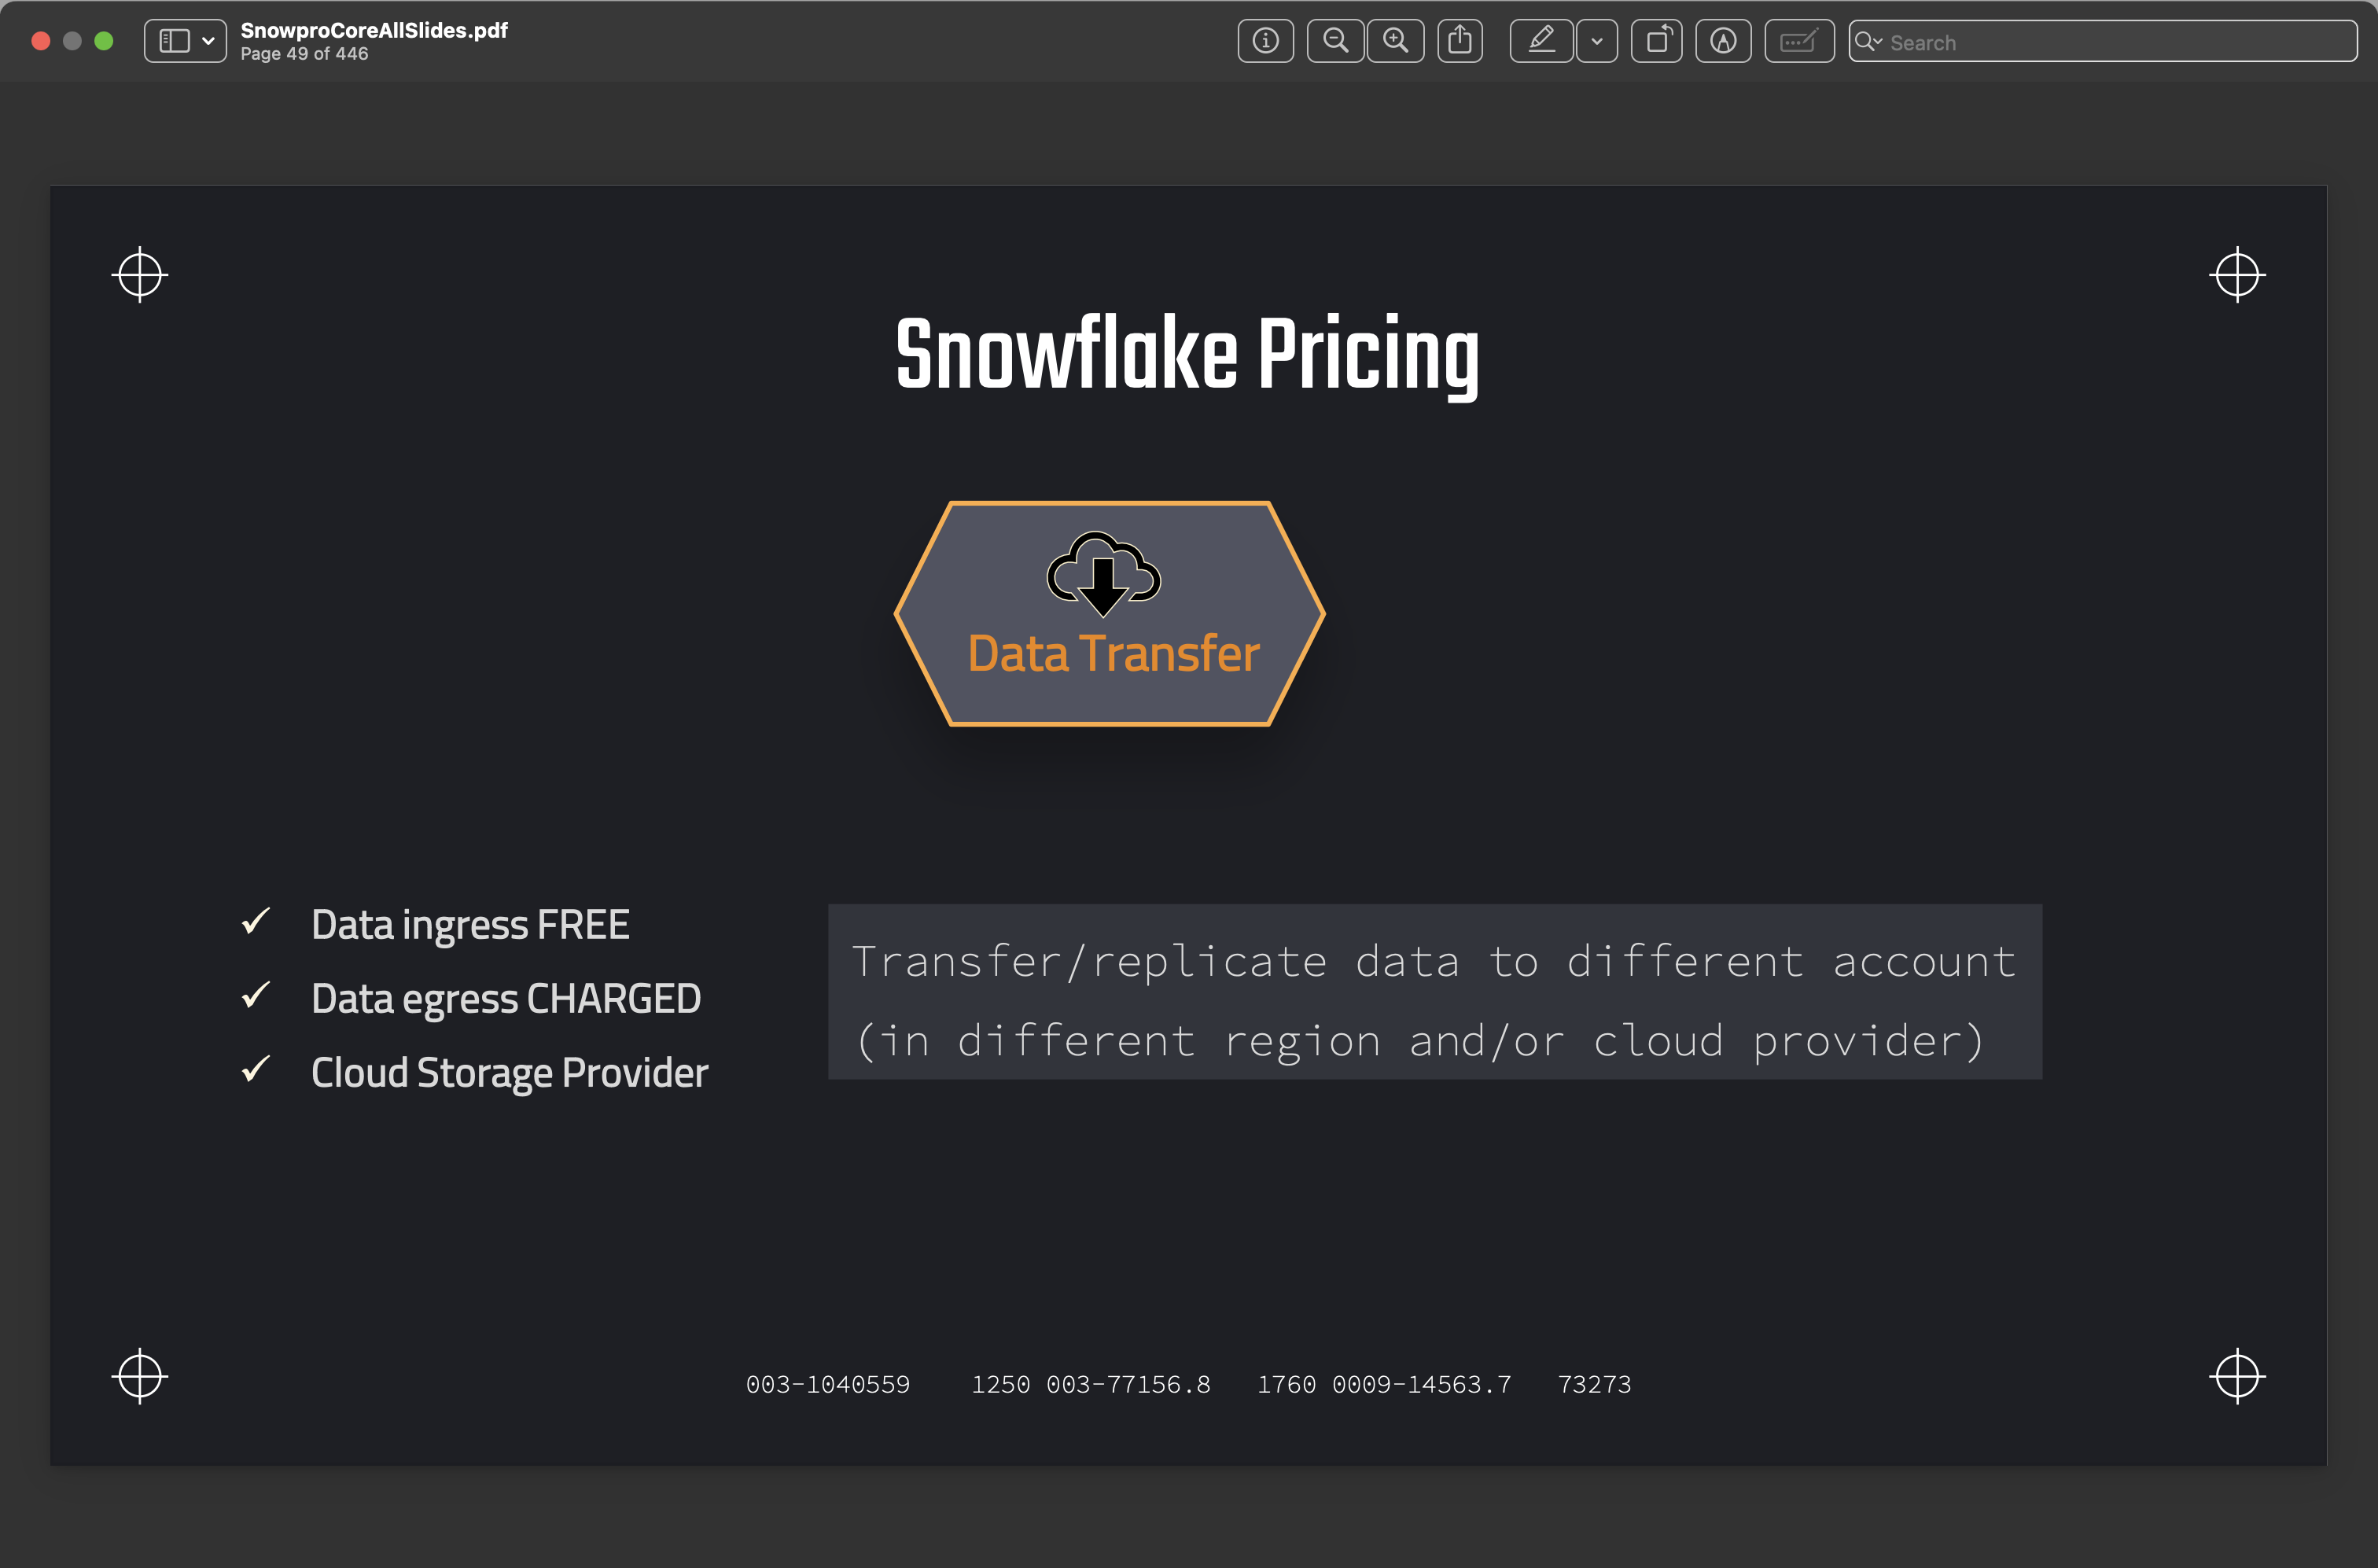 SnowproCoreAllSlides.pdf
Page 49 of 446
Search
Snowflake Pricing
Data Transfer
Data ingress FREE
Data egress CHARGED
Cloud Storage Provider
Transfer/replicate data to different account
(in different region and/or cloud provider)
003-1040559 1250 003-77156.8 1760 0009-14563.7 73273